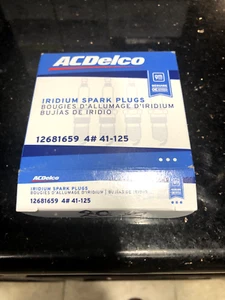 ACDelco
IRIDIUM SPARK PLUGS
BOUGIES D'ALLUMAGE D'IRIDIUM
BUJÍAS DE IRIDIO
12681659 4# 41-125
ACDelco
IRIDIUM SPARK PLUGS
BOUGIES D'ALLUMAGE D'IRIDIUM | BUJÍAS DE IRIDIO
12681659 4# 41-125